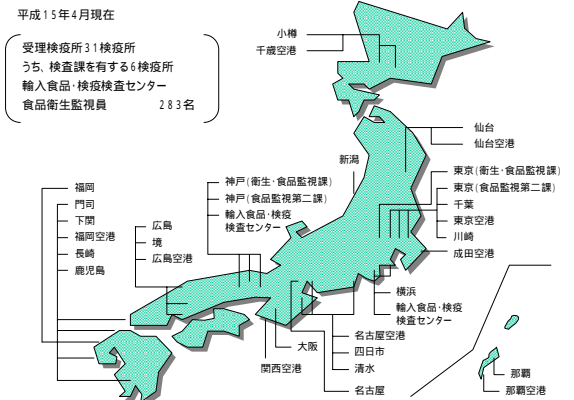 平成15年4月現在
受理検疫所31検疫所
うち、検査課を有する6検疫所
輸入食品・検疫検査センター
食品衛生監視員 283名
小樽
千歳空港
仙台
仙台空港
新潟
東京(衛生・食品監視課)
東京(食品監視第二課)
千葉
東京空港
川崎
成田空港
神戸(衛生・食品監視課)
神戸(食品監視第二課)
輸入食品・検疫
検査センター
福岡
門司
下関
福岡空港
長崎
鹿児島
広島
境
広島空港
横浜
輸入食品・検疫
検査センター
名古屋空港
四日市
清水
名古屋
大阪
関西空港
那覇
那覇空港